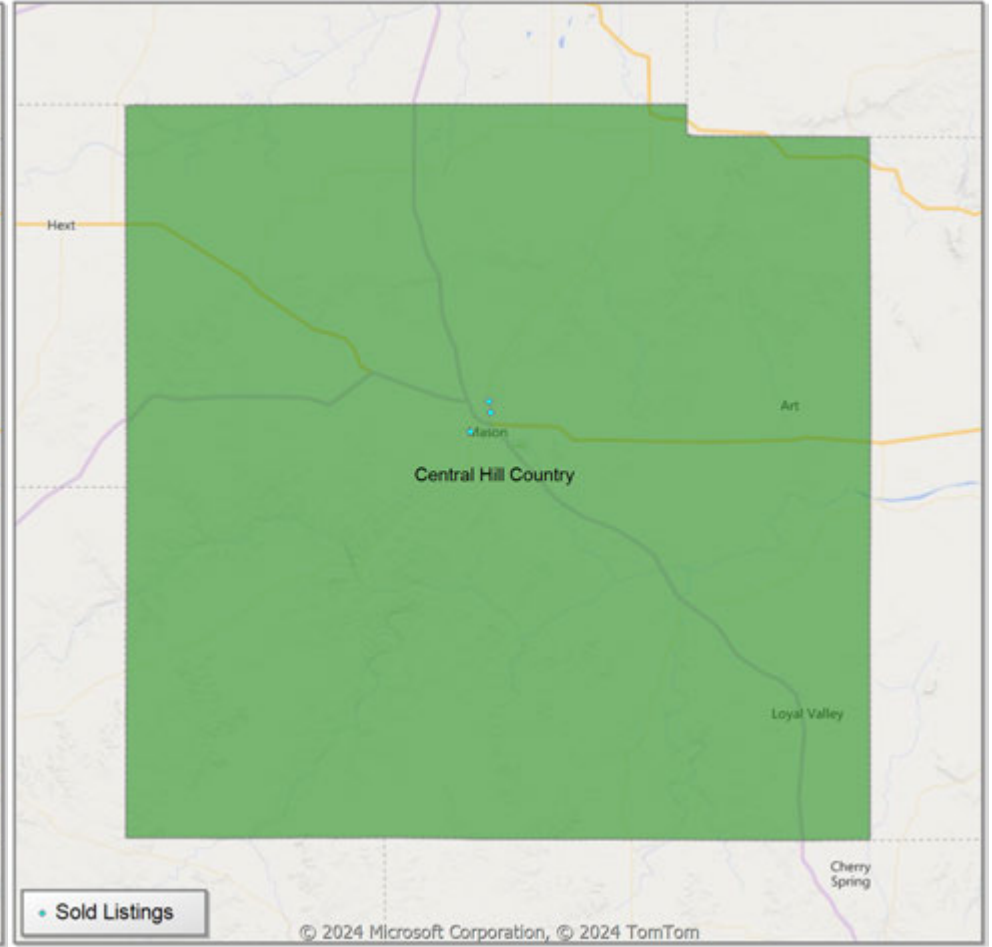 Hext
Art
Mason
Central Hill Country
Loyal Valley
Cherry
Spring
Sold Listings
© 2024 Microsoft Corporation, © 2024 TomTom